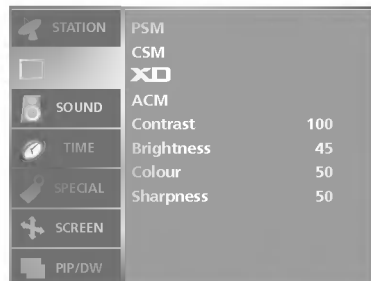 STATION
SOUND
TIME
SPECIAL
SCREEN
PIP/DW
PSM
CSM
XD
ACM
Contrast 100
Brightness 45
Colour 50
Sharpness 50